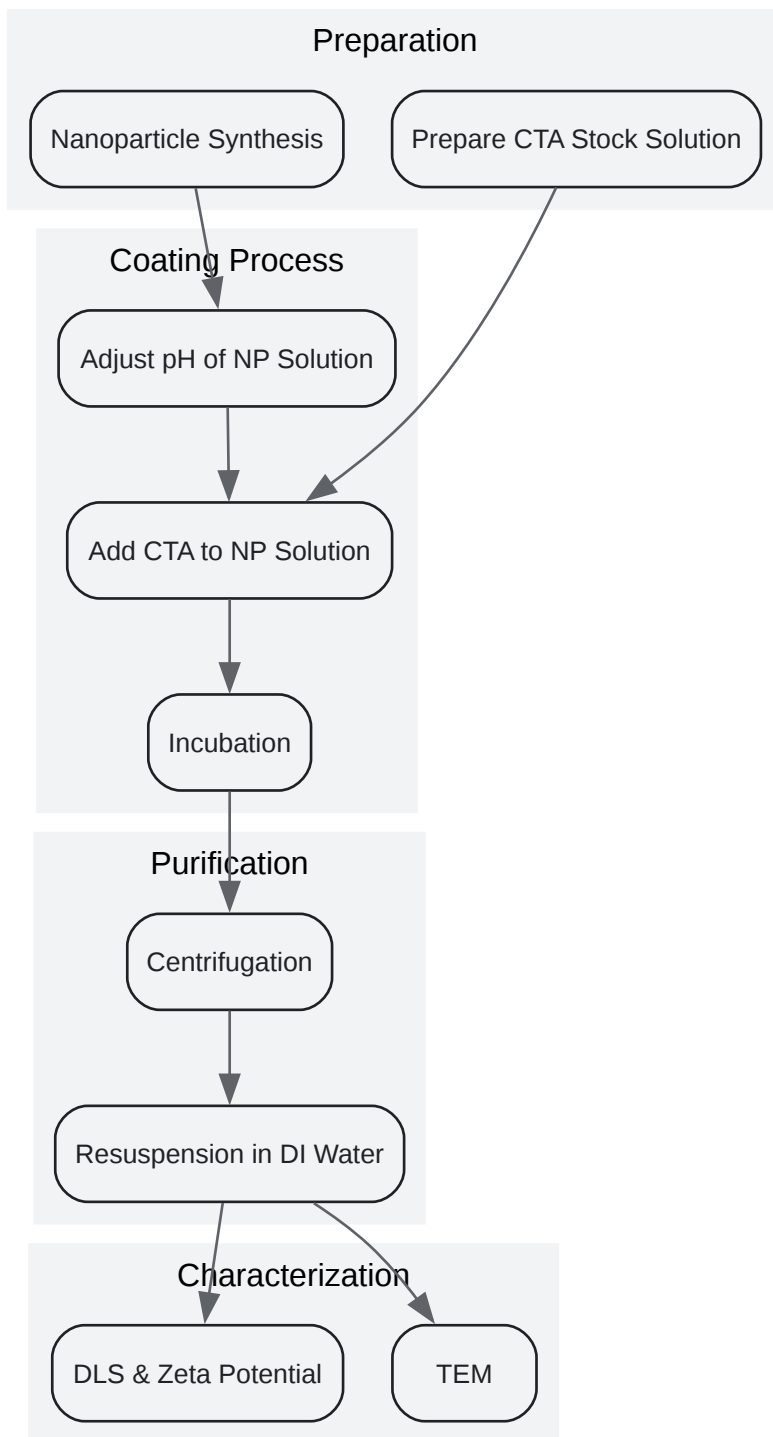 Preparation
Nanoparticle Synthesis
Prepare CTA Stock Solution
Coating Process
Adjust pH of NP Solution
Add CTA to NP Solution
Incubation
Purification
Centrifugation
Resuspension in DI Water
Characterization
DLS & Zeta Potential
TEM